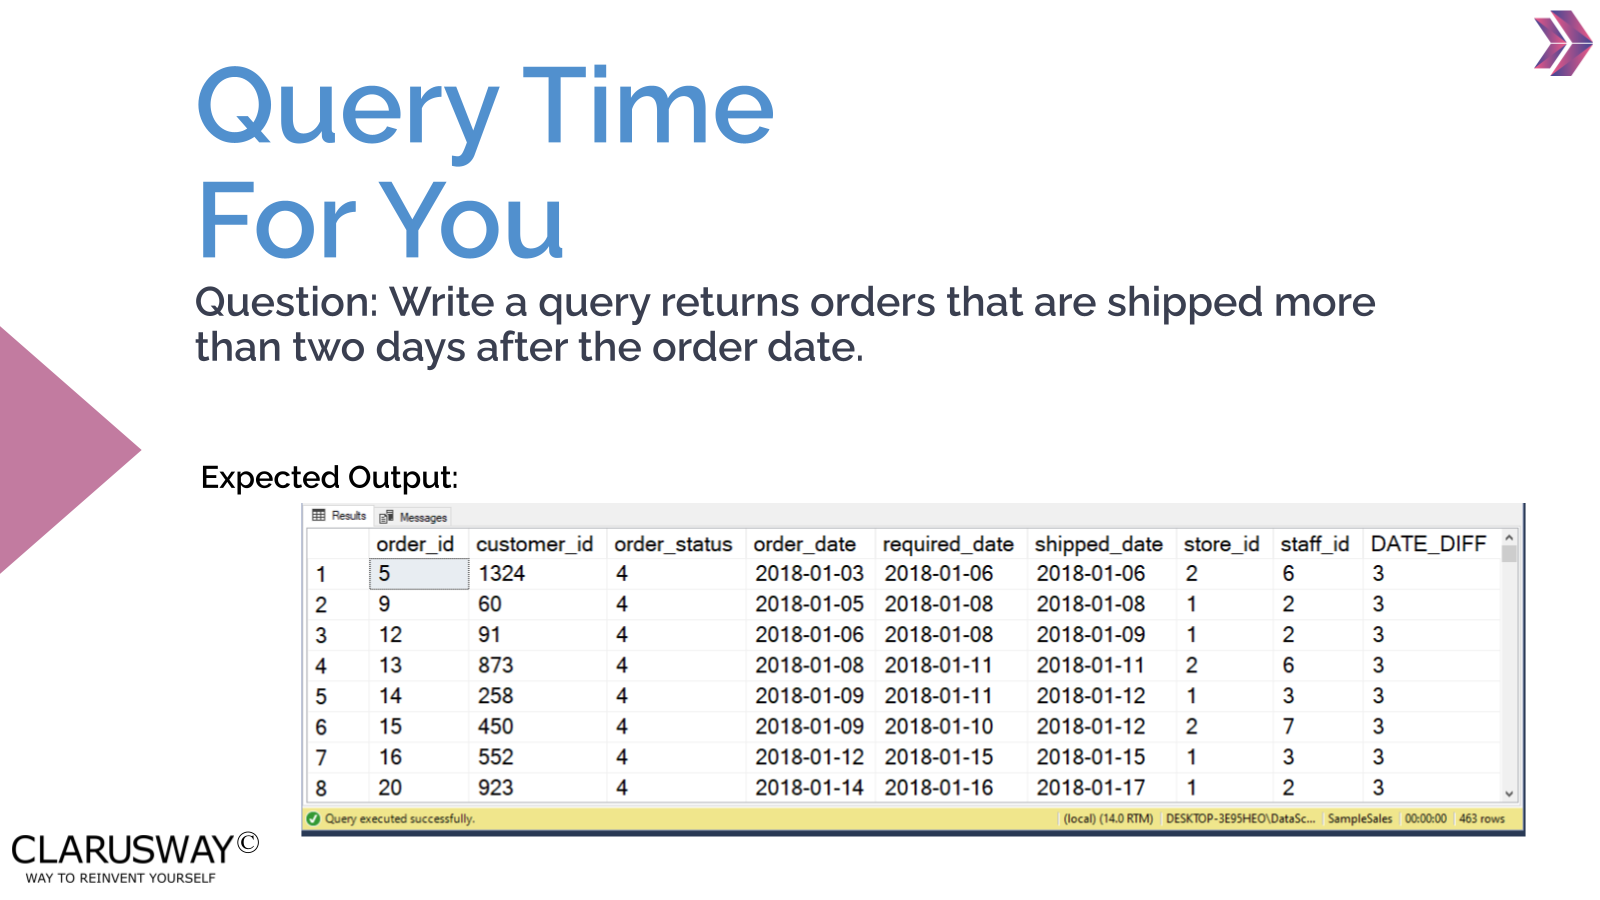 Query Time
For You
Question: Write a query returns orders that are shipped more
than two days after the order date.
Expected Output:
Results Messages
order_id customer_id order_status order_date required_date shipped_date store_id staff_id DATE_DIFF
1 5 1324 4 2018-01-03 2018-01-06 2018-01-06 2 6 3
2 9 60 4 2018-01-05 2018-01-08 2018-01-08 1 2 3
3 12 91 4 2018-01-06 2018-01-08 2018-01-09 1 2 3
4 13 873 4 2018-01-08 2018-01-11 2018-01-11 2 6 3
5 14 258 4 2018-01-09 2018-01-11 2018-01-12 1 3 3
6 15 450 4 2018-01-09 2018-01-10 2018-01-12 2 7 3
7 16 552 4 2018-01-12 2018-01-15 2018-01-15 1 3 3
8 20 923 4 2018-01-14 2018-01-16 2018-01-17 1 2 3
Query executed successfully. (local) (14.0 RTM) DESKTOP-3E95HEO\DataSc... SampleSales 00:00:00 463 rows
CLARUSWAY©
WAY TO REINVENT YOURSELF